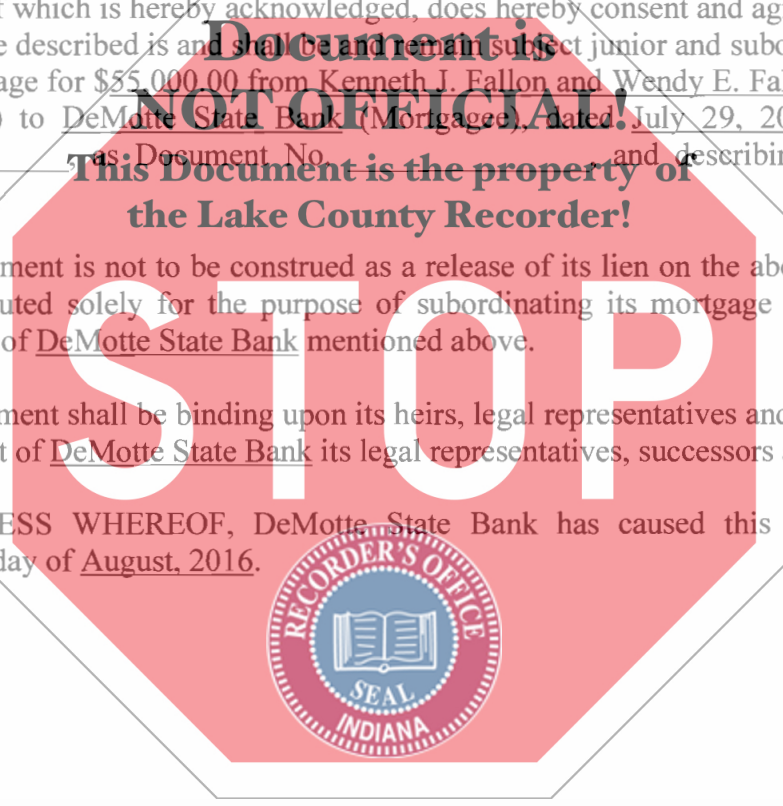 which is hereby acknowledged, does hereby consent and ag
Document is
described is and shall be and remain subject junior and subo
age for $55,000.00 from Kenneth J. Fallon and Wendy E. Fal
NOT OFFICIAL!
) to DeMotte State Bank (Mortgagee), dated July 29, 20
as Document No. ____________, and describin
This Document is the property of
the Lake County Recorder!
ment is not to be construed as a release of its lien on the abo
uted solely for the purpose of subordinating its mortgage
of DeMotte State Bank mentioned above.
STOP
ment shall be binding upon its heirs, legal representatives and
t of DeMotte State Bank its legal representatives, successors
ESS WHEREOF, DeMotte State Bank has caused this
day of August, 2016.
RECORDER'S OFFICE
SEAL
INDIANA